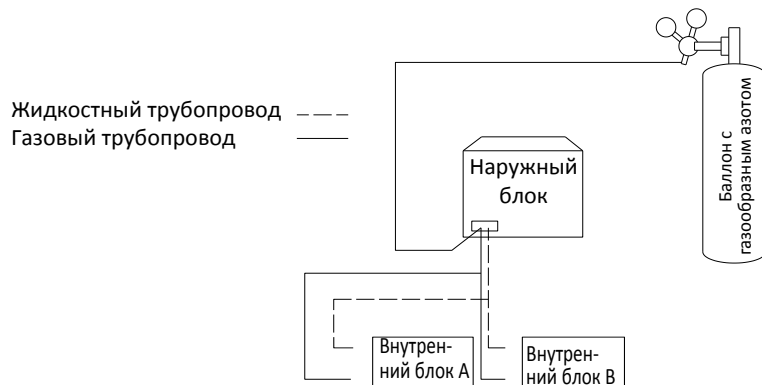 Жидкостный трубопровод
Газовый трубопровод
Наружный
блок
Баллон с
газообразным азотом
Внутрен-
ний блок A
Внутрен-
ний блок B